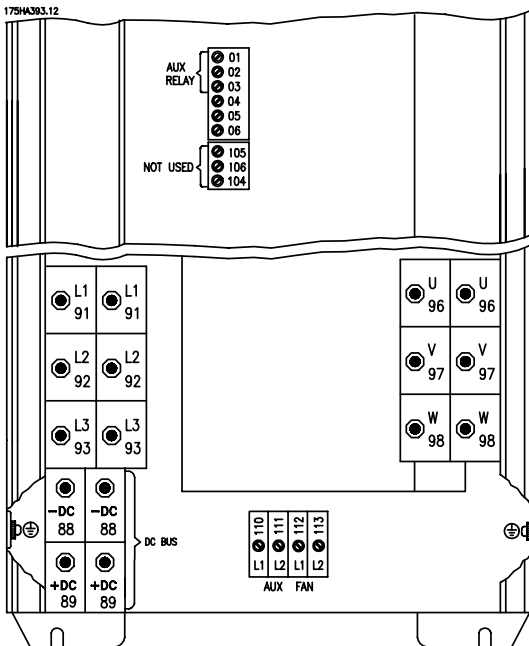 175HA393.12
AUX
RELAY
01
02
03
04
05
06
NOT USED
105
106
104
L1
91
L1
91
L2
92
L2
92
L3
93
L3
93
U
96
U
96
V
97
V
97
W
98
W
98
-DC
88
-DC
88
DC BUS
+DC
89
+DC
89
110
111
112
113
L1
L2
L1
L2
AUX FAN